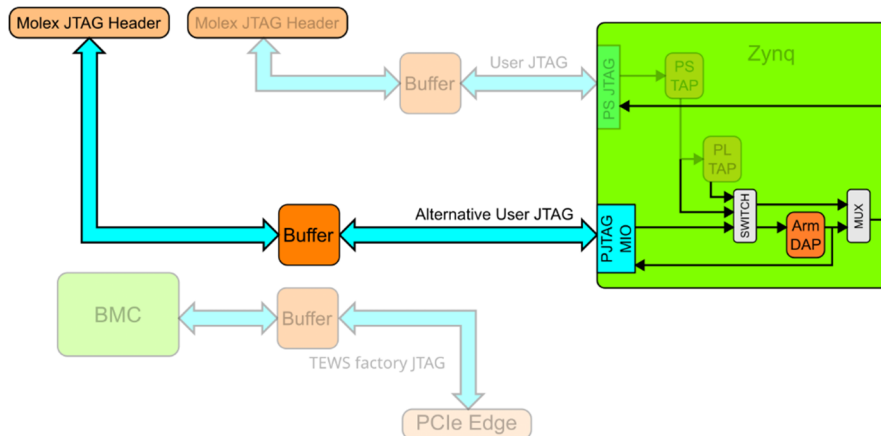 Molex JTAG Header
Molex JTAG Header
User JTAG
Buffer
PS JTAG
PS
TAP
Zynq
PL
TAP
Alternative User JTAG
Buffer
PJTAG
MIO
SWITCH
Arm
DAP
MUX
BMC
Buffer
TEWS factory JTAG
PCIe Edge